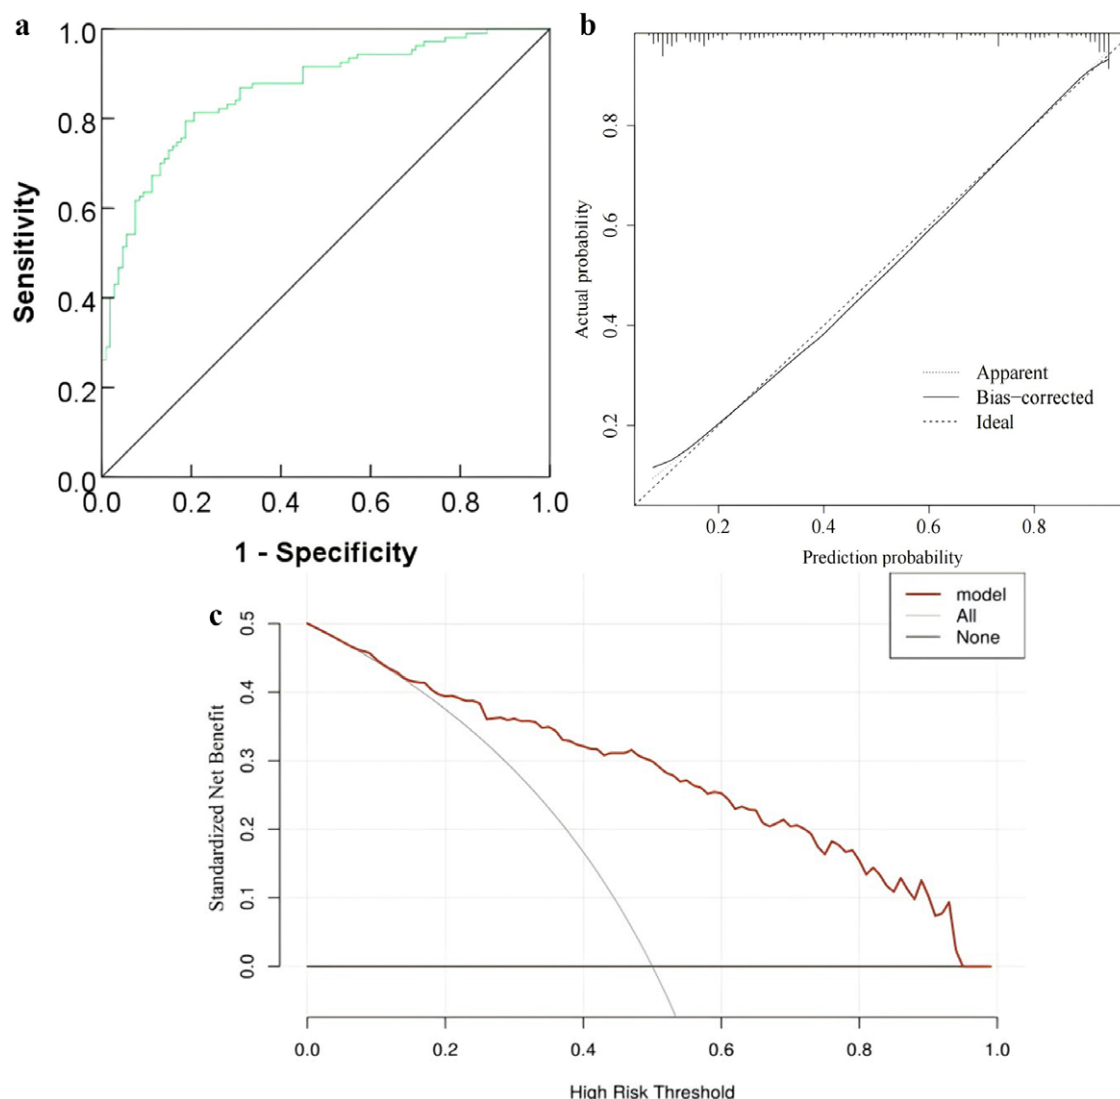 a
1.0
0.8
0.6
0.4
0.2
0.0
Sensitivity
0.0 0.2 0.4 0.6 0.8 1.0
1 - Specificity
b
0.8
0.6
0.4
0.2
Actual probability
Apparent
Bias-corrected
Ideal
0.2 0.4 0.6 0.8
Prediction probability
c
0.5
0.4
0.3
0.2
0.1
0.0
Standardized Net Benefit
model
All
None
0.0 0.2 0.4 0.6 0.8 1.0
High Risk Threshold